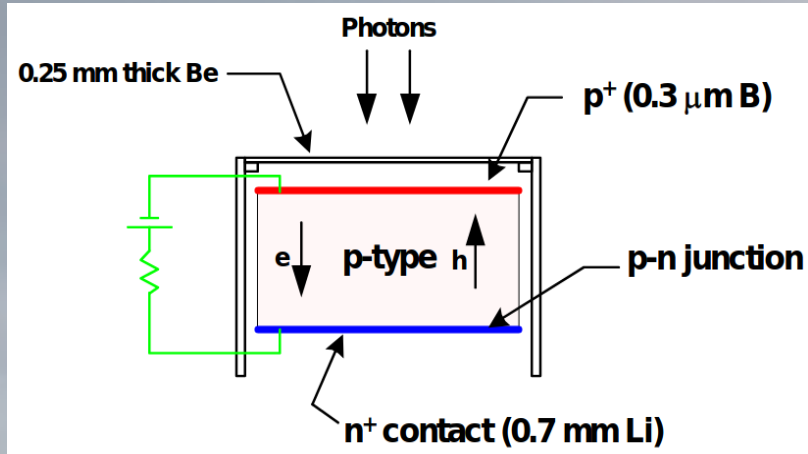 Photons
0.25 mm thick Be
p⁺ (0.3 μm B)
e
p-type
h
p-n junction
n⁺ contact (0.7 mm Li)